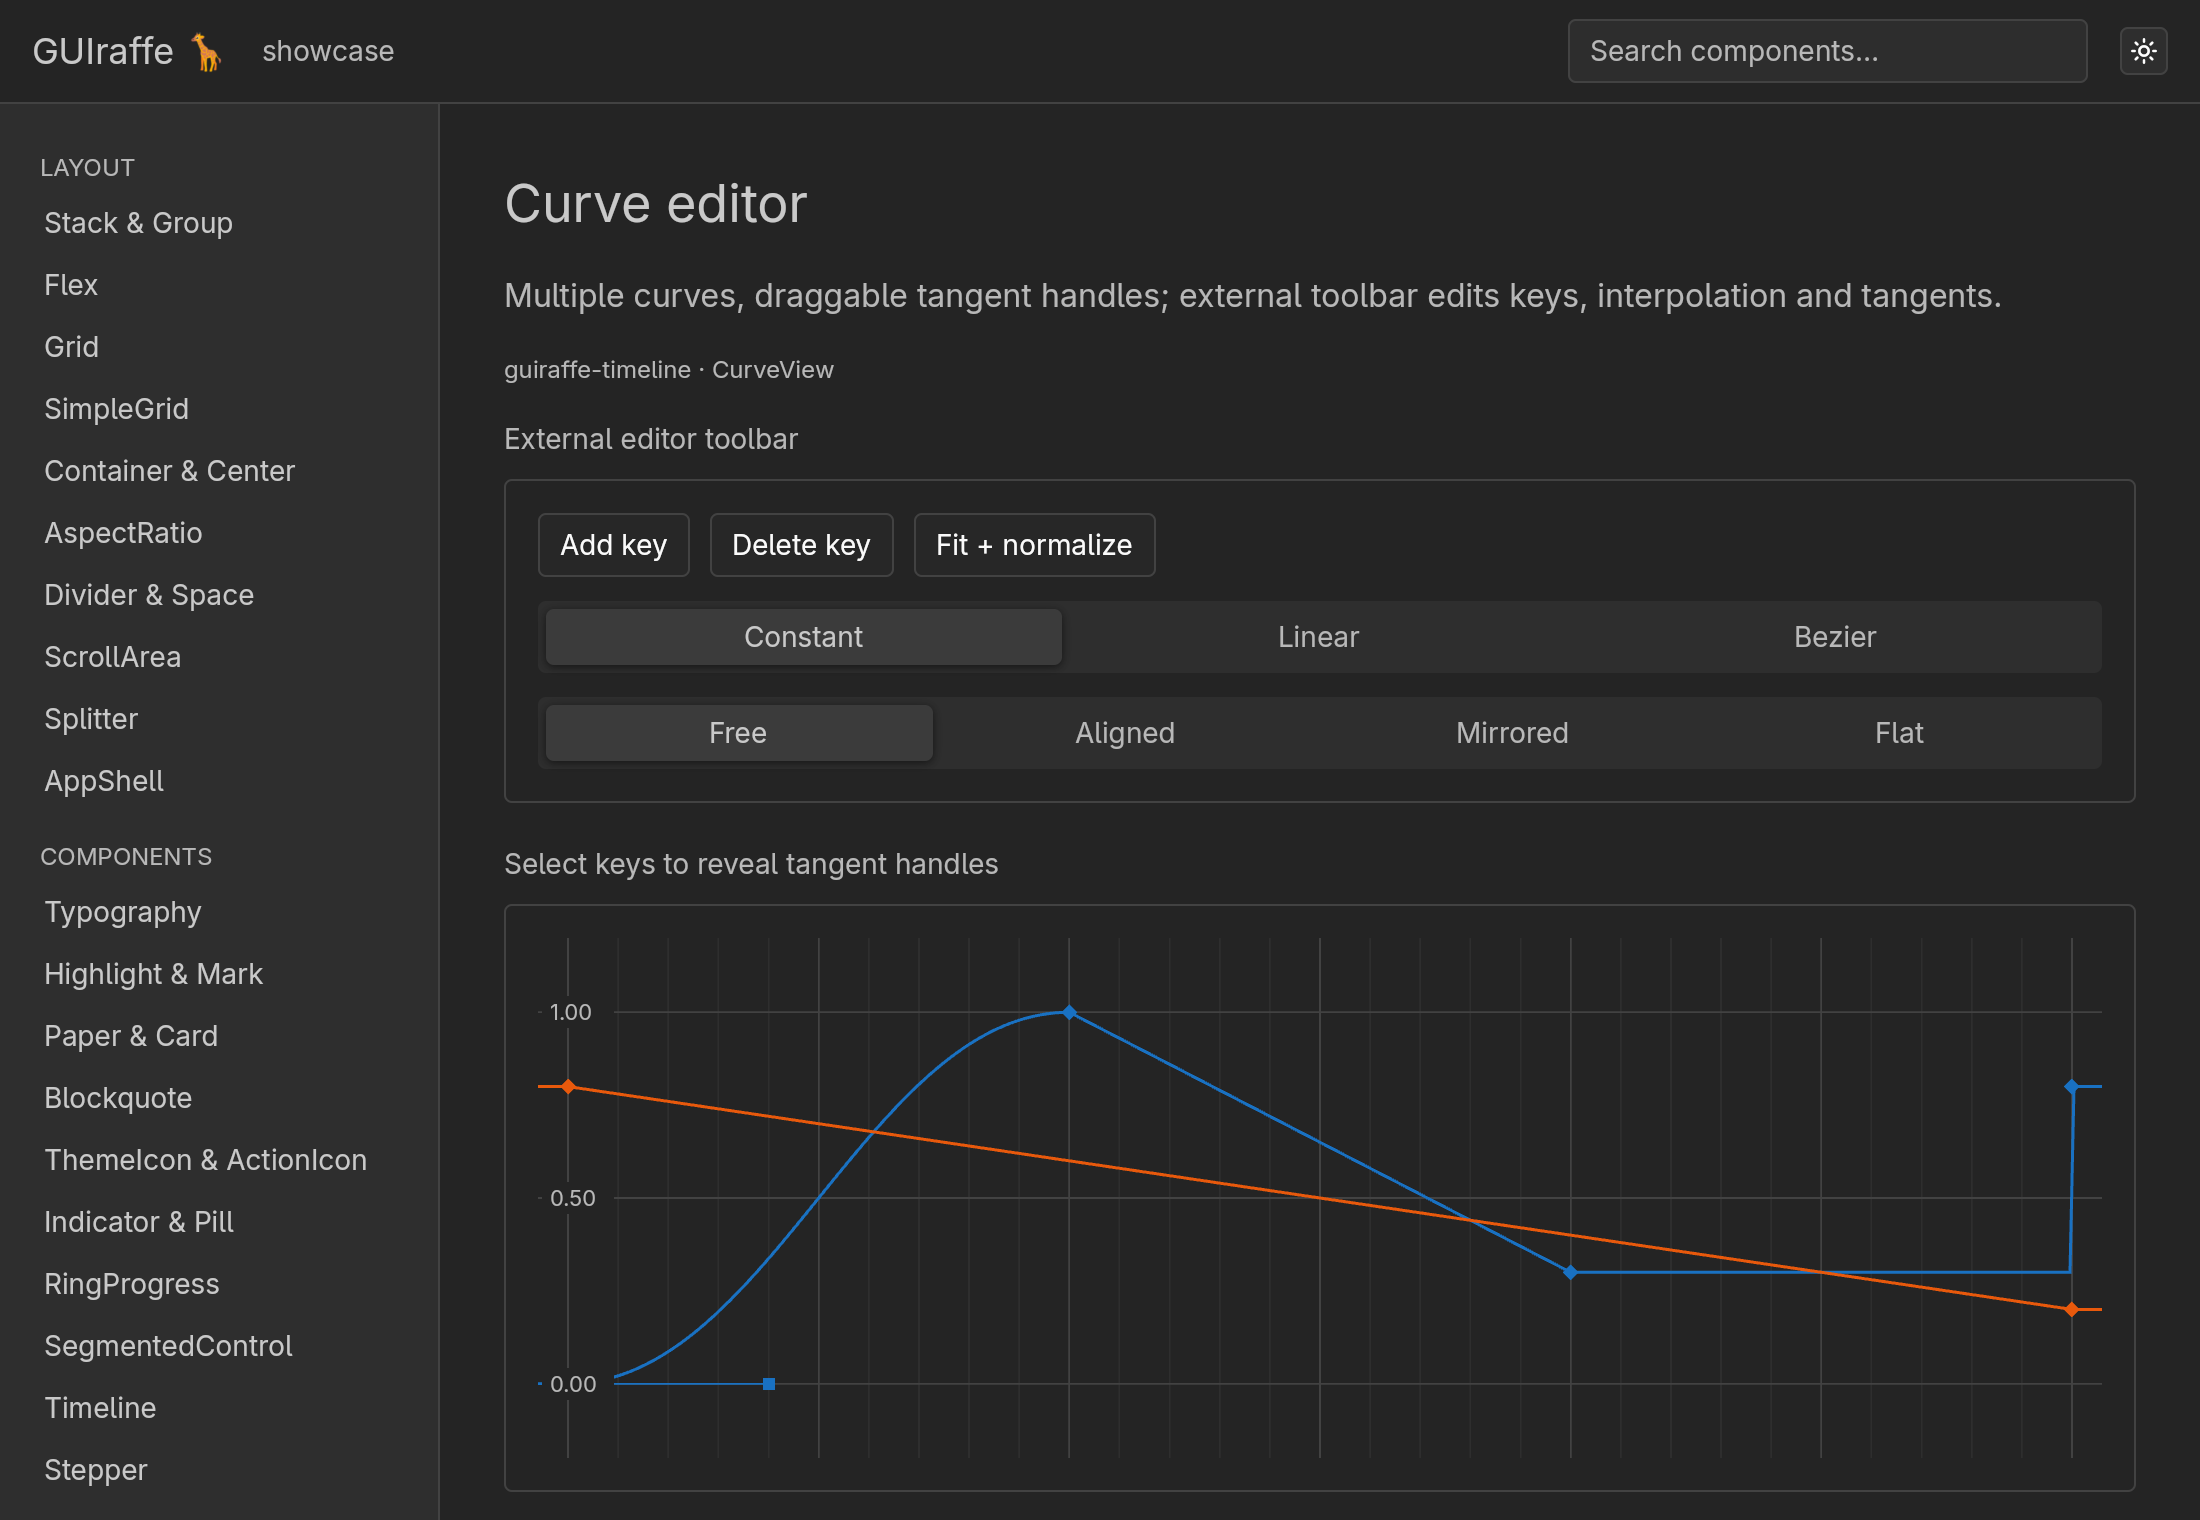 GUIraffe 🦒 showcase
Search components...
LAYOUT
Stack & Group
Flex
Grid
SimpleGrid
Container & Center
AspectRatio
Divider & Space
ScrollArea
Splitter
AppShell
COMPONENTS
Typography
Highlight & Mark
Paper & Card
Blockquote
ThemeIcon & ActionIcon
Indicator & Pill
RingProgress
SegmentedControl
Timeline
Stepper
Curve editor
Multiple curves, draggable tangent handles; external toolbar edits keys, interpolation and tangents.
guiraffe-timeline · CurveView
External editor toolbar
Add key Delete key Fit + normalize
Constant Linear Bezier
Free Aligned Mirrored Flat
Select keys to reveal tangent handles
1.00
0.50
0.00